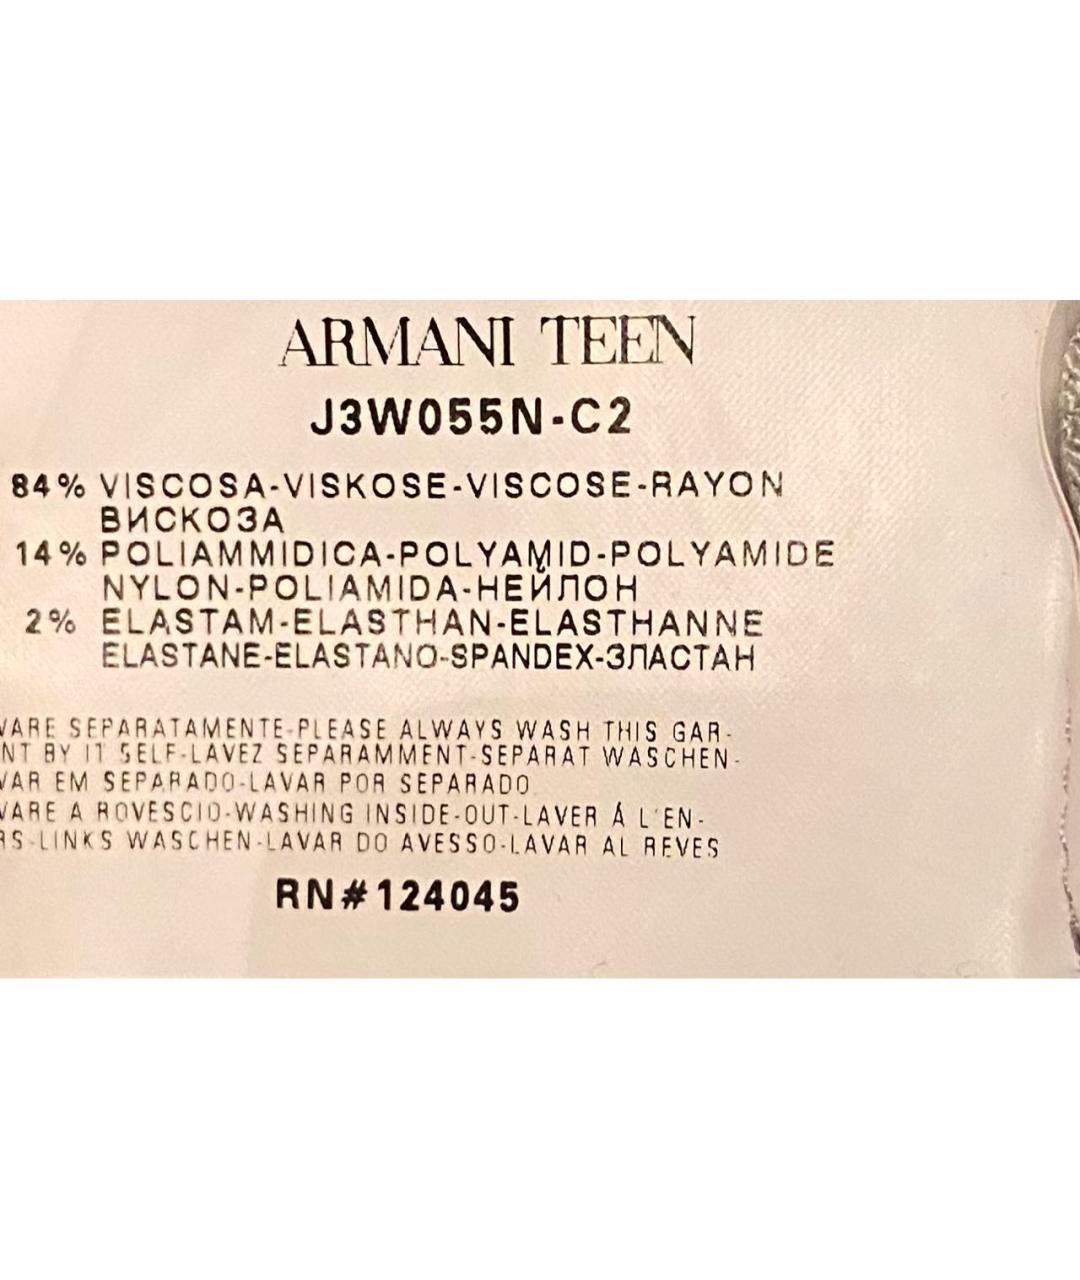 ARMANI TEEN
J3W055N-C2
84% VISCOSA-VISKOSE-VISCOSE-RAYON
ВИСКОЗА
14% POLIAMMIDICA-POLYAMID-POLYAMIDE
NYLON-POLIAMIDA-НЕЙЛОН
2% ELASTAM-ELASTHAN-ELASTHANNE
ELASTANE-ELASTANO-SPANDEX-ЭЛАСТАН
VARE SEPARATAMENTE-PLEASE ALWAYS WASH THIS GAR-
NT BY IT SELF-LAVEZ SEPARAMMENT-SEPARAT WASCHEN-
VAR EM SEPARADO-LAVAR POR SEPARADO
VARE A ROVESCIO-WASHING INSIDE-OUT-LAVER Á L'EN-
RS-LINKS WASCHEN-LAVAR DO AVESSO-LAVAR AL REVES
RN#124045